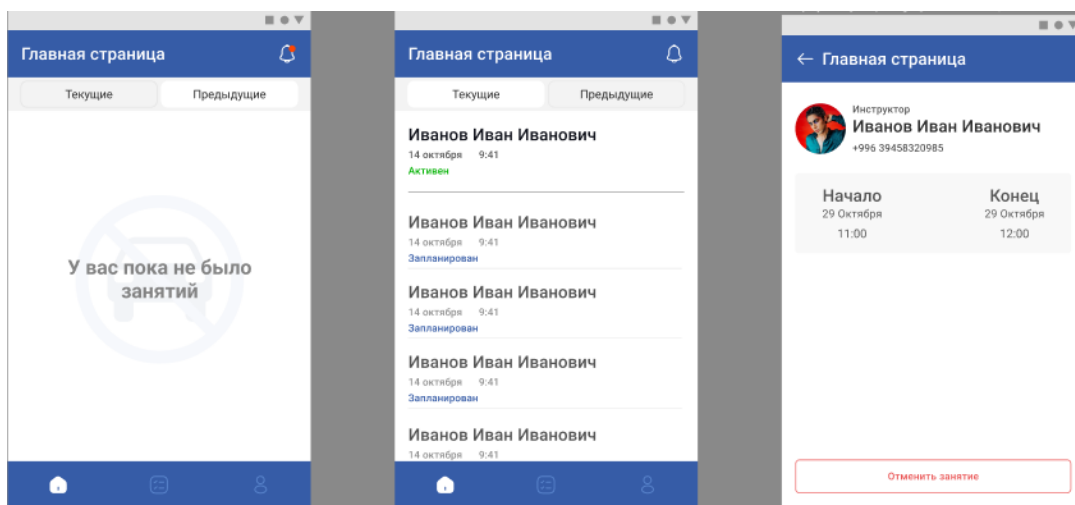 Главная страница
Текущие
Предыдущие
У вас пока не было
занятий
Главная страница
Текущие
Предыдущие
Иванов Иван Иванович
14 октября 9:41
Активен
Иванов Иван Иванович
14 октября 9:41
Запланирован
Иванов Иван Иванович
14 октября 9:41
Запланирован
Иванов Иван Иванович
14 октября 9:41
Запланирован
Иванов Иван Иванович
14 октября 9:41
Главная страница
Инструктор
Иванов Иван Иванович
+996 39458320985
Начало
29 Октября
11:00
Конец
29 Октября
12:00
Отменить занятие